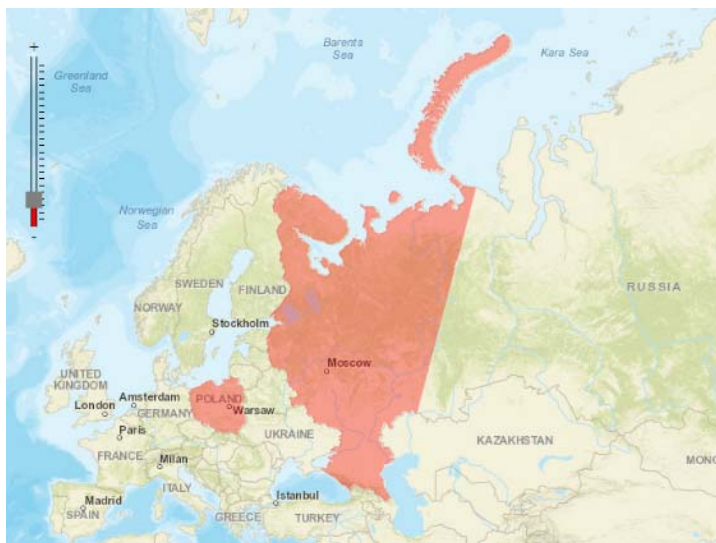 +
Barents
Sea
Kara Sea
Greenland
Sea
Norwegian
Sea
SWEDEN
FINLAND
NORWAY
RUSSIA
Stockholm
Moscow
UNITED
KINGDOM
Amsterdam
POLAND
London
GERMANY
Warsaw
Paris
UKRAINE
KAZAKHSTAN
FRANCE
Milan
MONG
ITALY
Madrid
Istanbul
SPAIN
GREECE
TURKEY
-